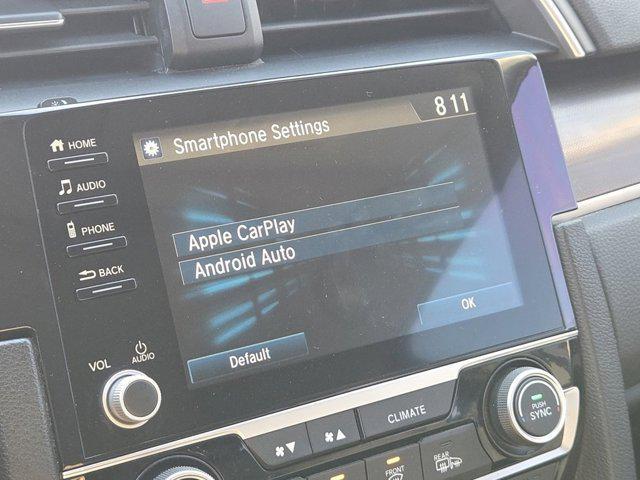 Smartphone Settings
8 11
HOME
AUDIO
PHONE
BACK
Apple CarPlay
Android Auto
OK
Default
VOL
AUDIO
CLIMATE
PUSH
SYNC
FRONT
REAR